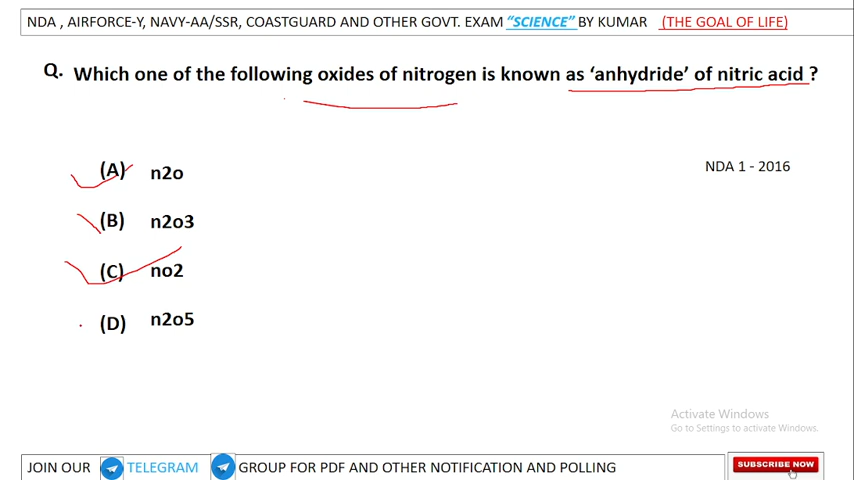 NDA , AIRFORCE-Y, NAVY-AA/SSR, COASTGUARD AND OTHER GOVT. EXAM “SCIENCE” BY KUMAR (THE GOAL OF LIFE)
Q. Which one of the following oxides of nitrogen is known as ‘anhydride’ of nitric acid ?
(A) n2o
NDA 1 - 2016
(B) n2o3
(C) no2
(D) n2o5
Activate Windows
Go to Settings to activate Windows.
JOIN OUR TELEGRAM GROUP FOR PDF AND OTHER NOTIFICATION AND POLLING
SUBSCRIBE NOW